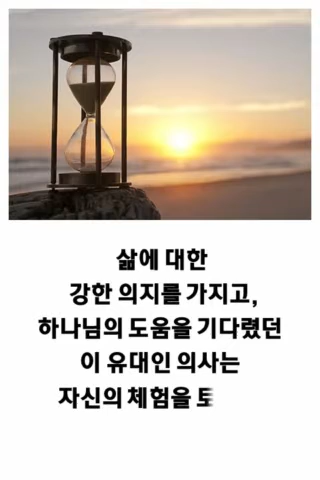 삶에 대한
강한 의지를 가지고,
하나님의 도움을 기다렸던
이 유대인 의사는
자신의 체험을